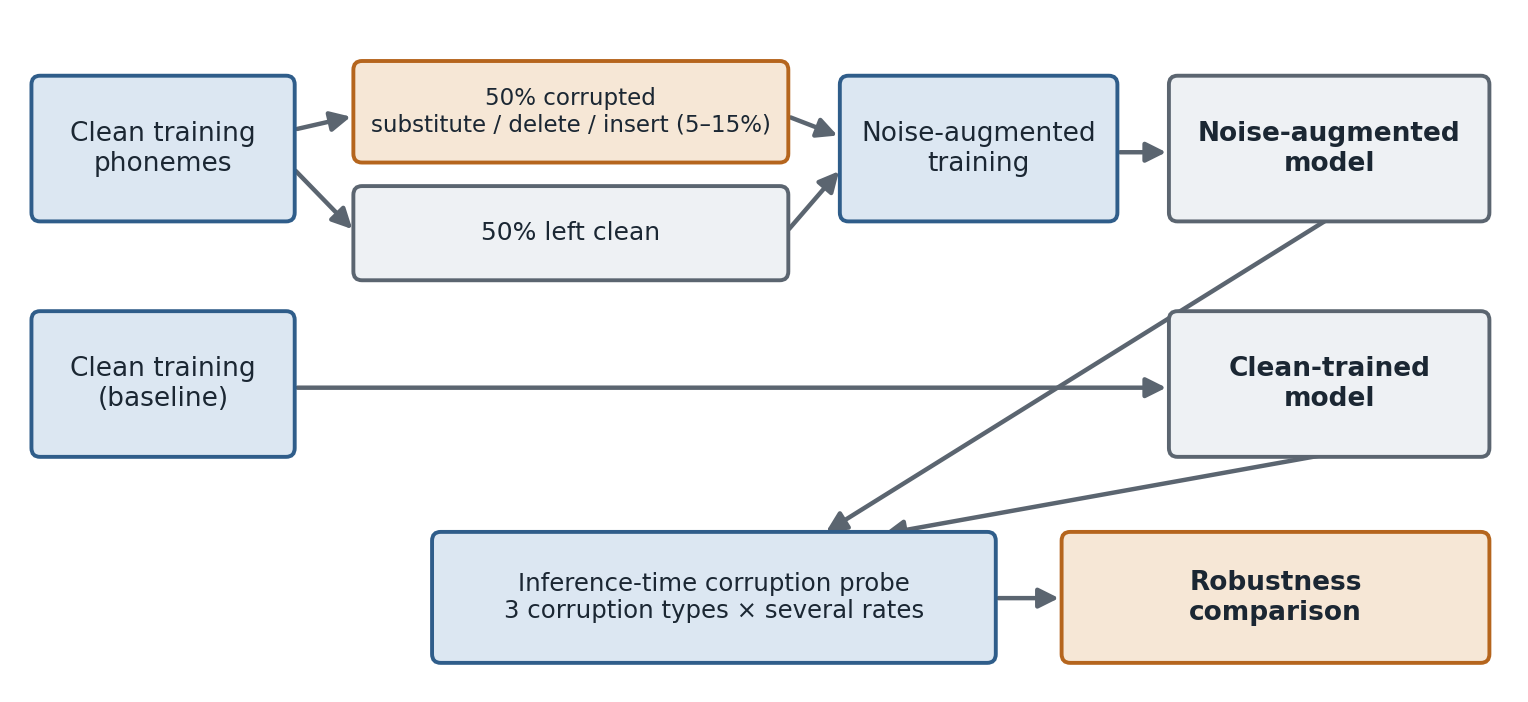 Clean training
phonemes
50% corrupted
substitute / delete / insert (5–15%)
50% left clean
Noise-augmented
training
Noise-augmented
model
Clean training
(baseline)
Clean-trained
model
Inference-time corruption probe
3 corruption types × several rates
Robustness
comparison